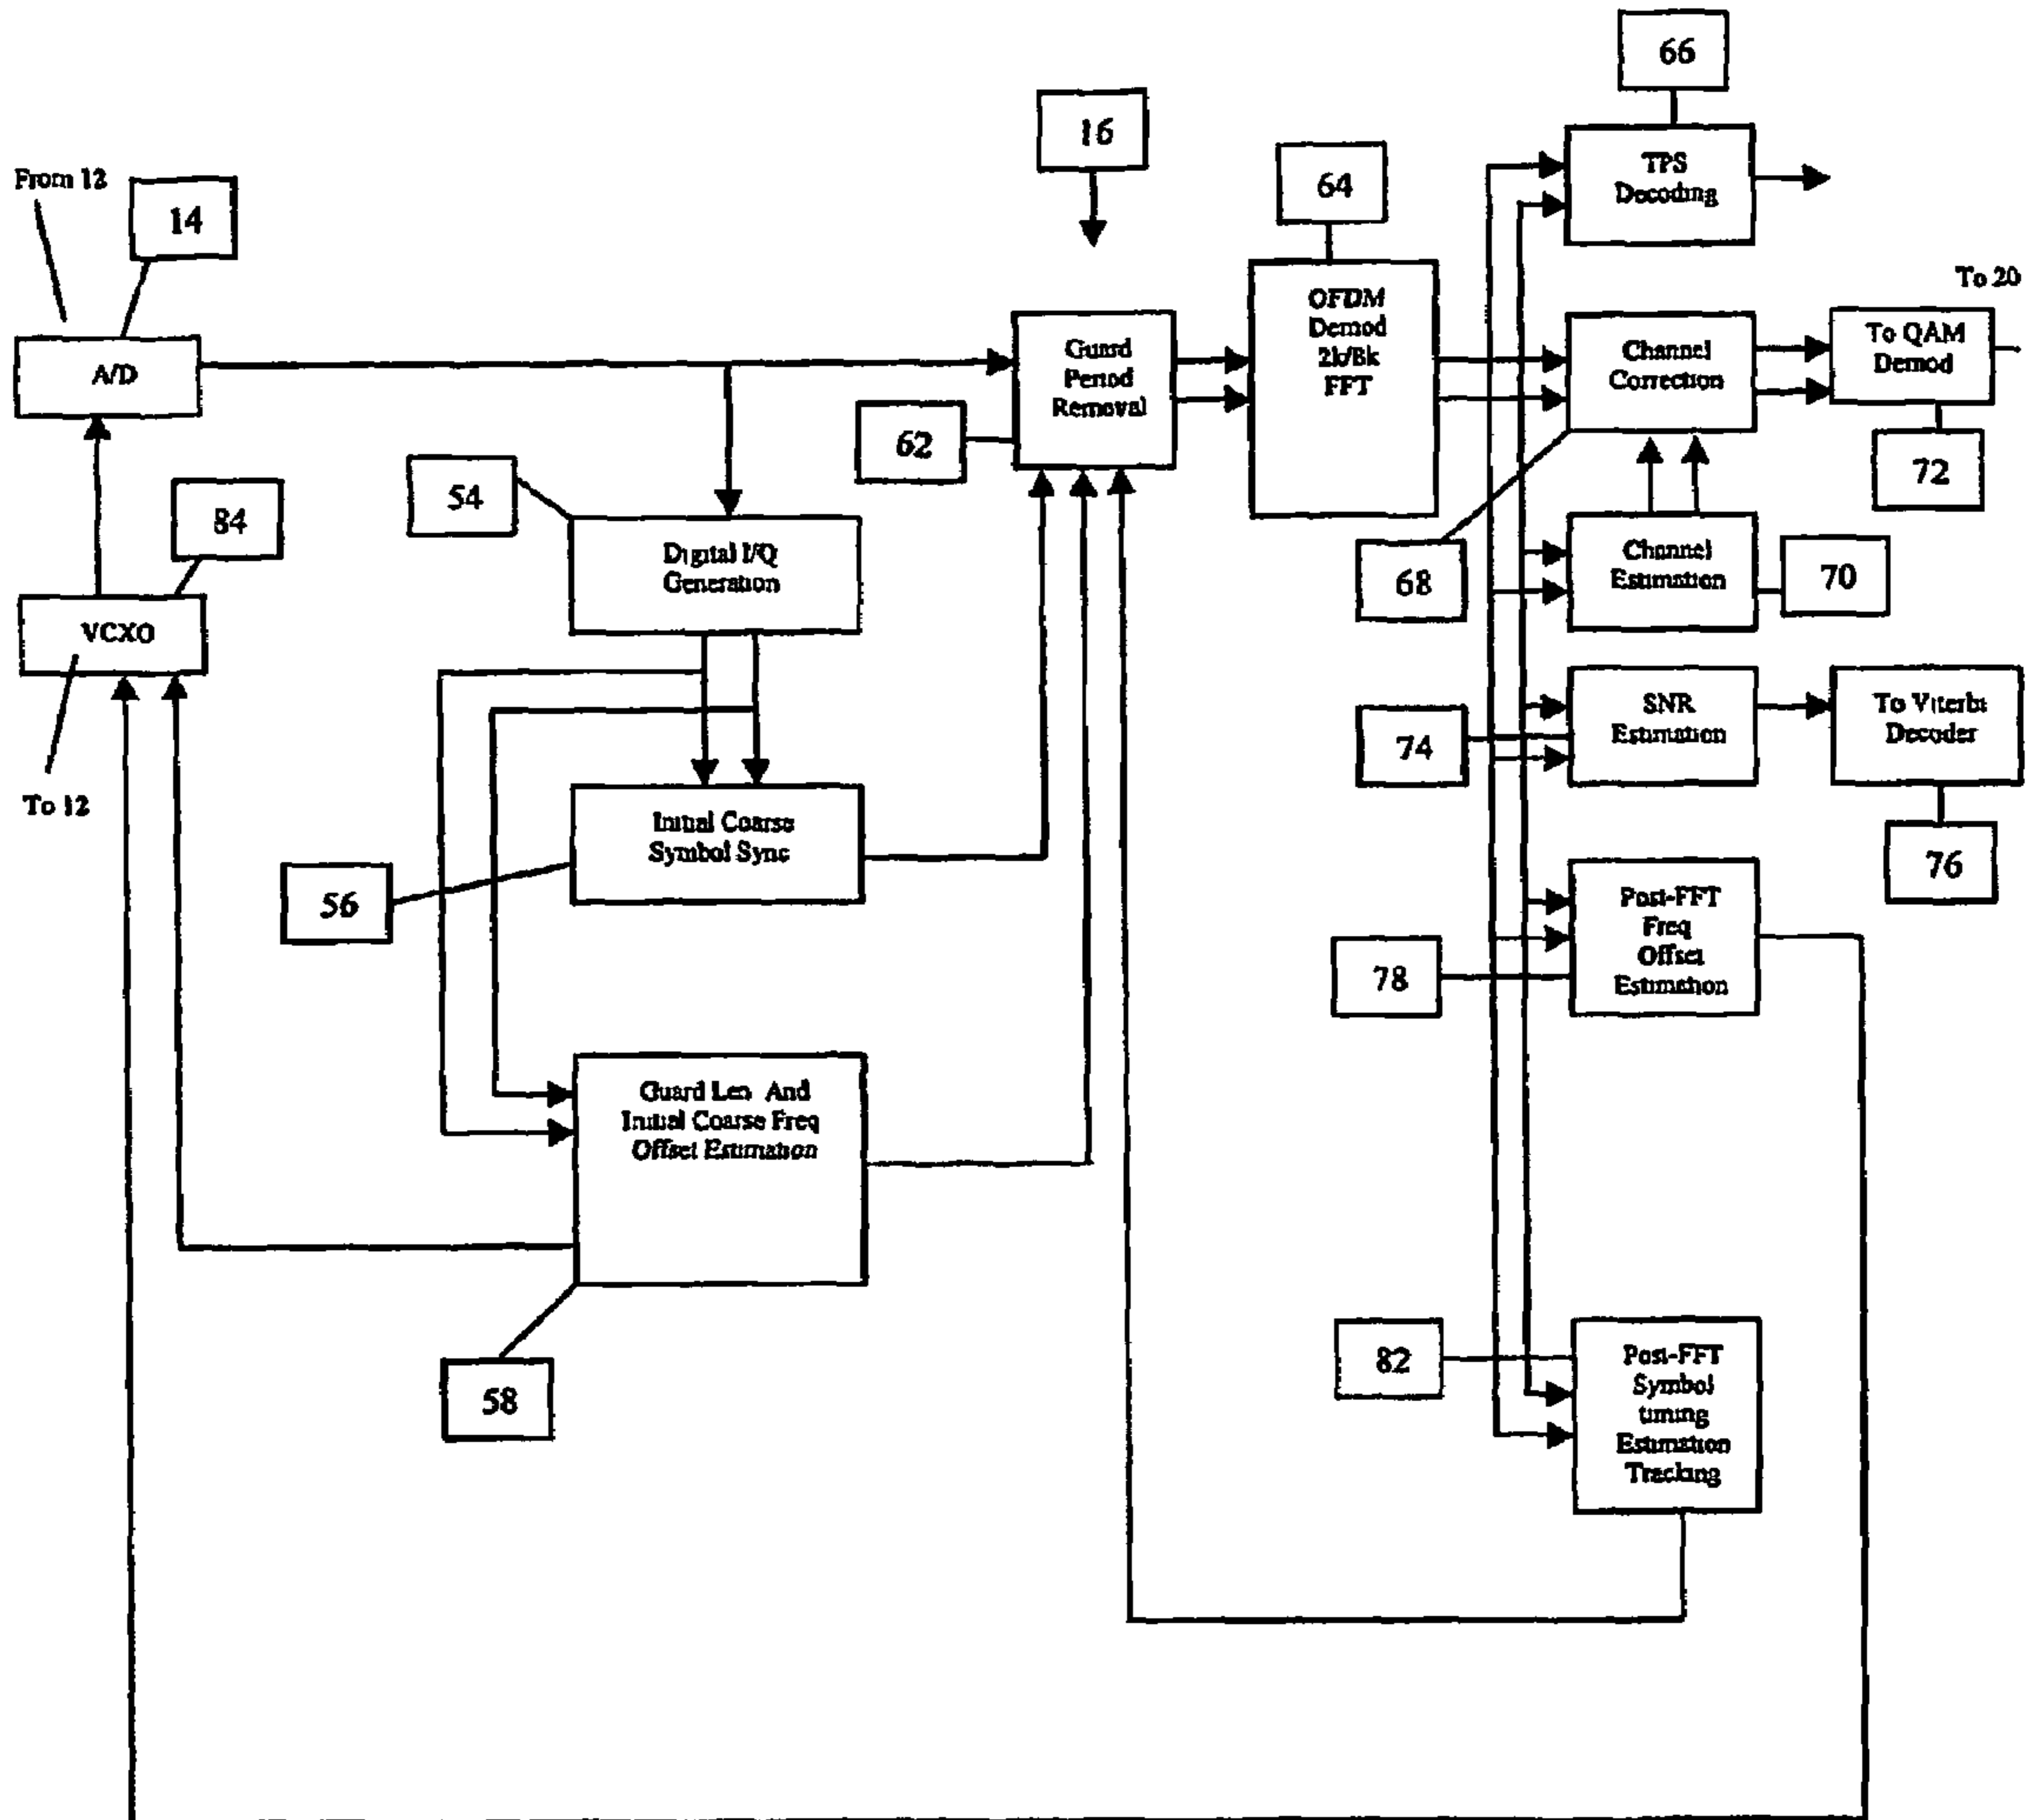 66
16
TPS
Decoding
From 12
14
64
To 20
OFDM
Demod
2k/8k
FFT
A/D
Guard
Period
Removal
Channel
Correction
To QAM
Demod
62
72
54
84
Digital I/Q
Generation
68
Channel
Estimation
70
VCXO
To 12
SNR
Estimation
To Viterbi
Decoder
74
Initial Coarse
Symbol Sync
56
76
Post-FFT
Freq
Offset
Estimation
78
Guard Len And
Initial Coarse Freq
Offset Estimation
58
82
Post-FFT
Symbol
timing
Estimation
Tracking